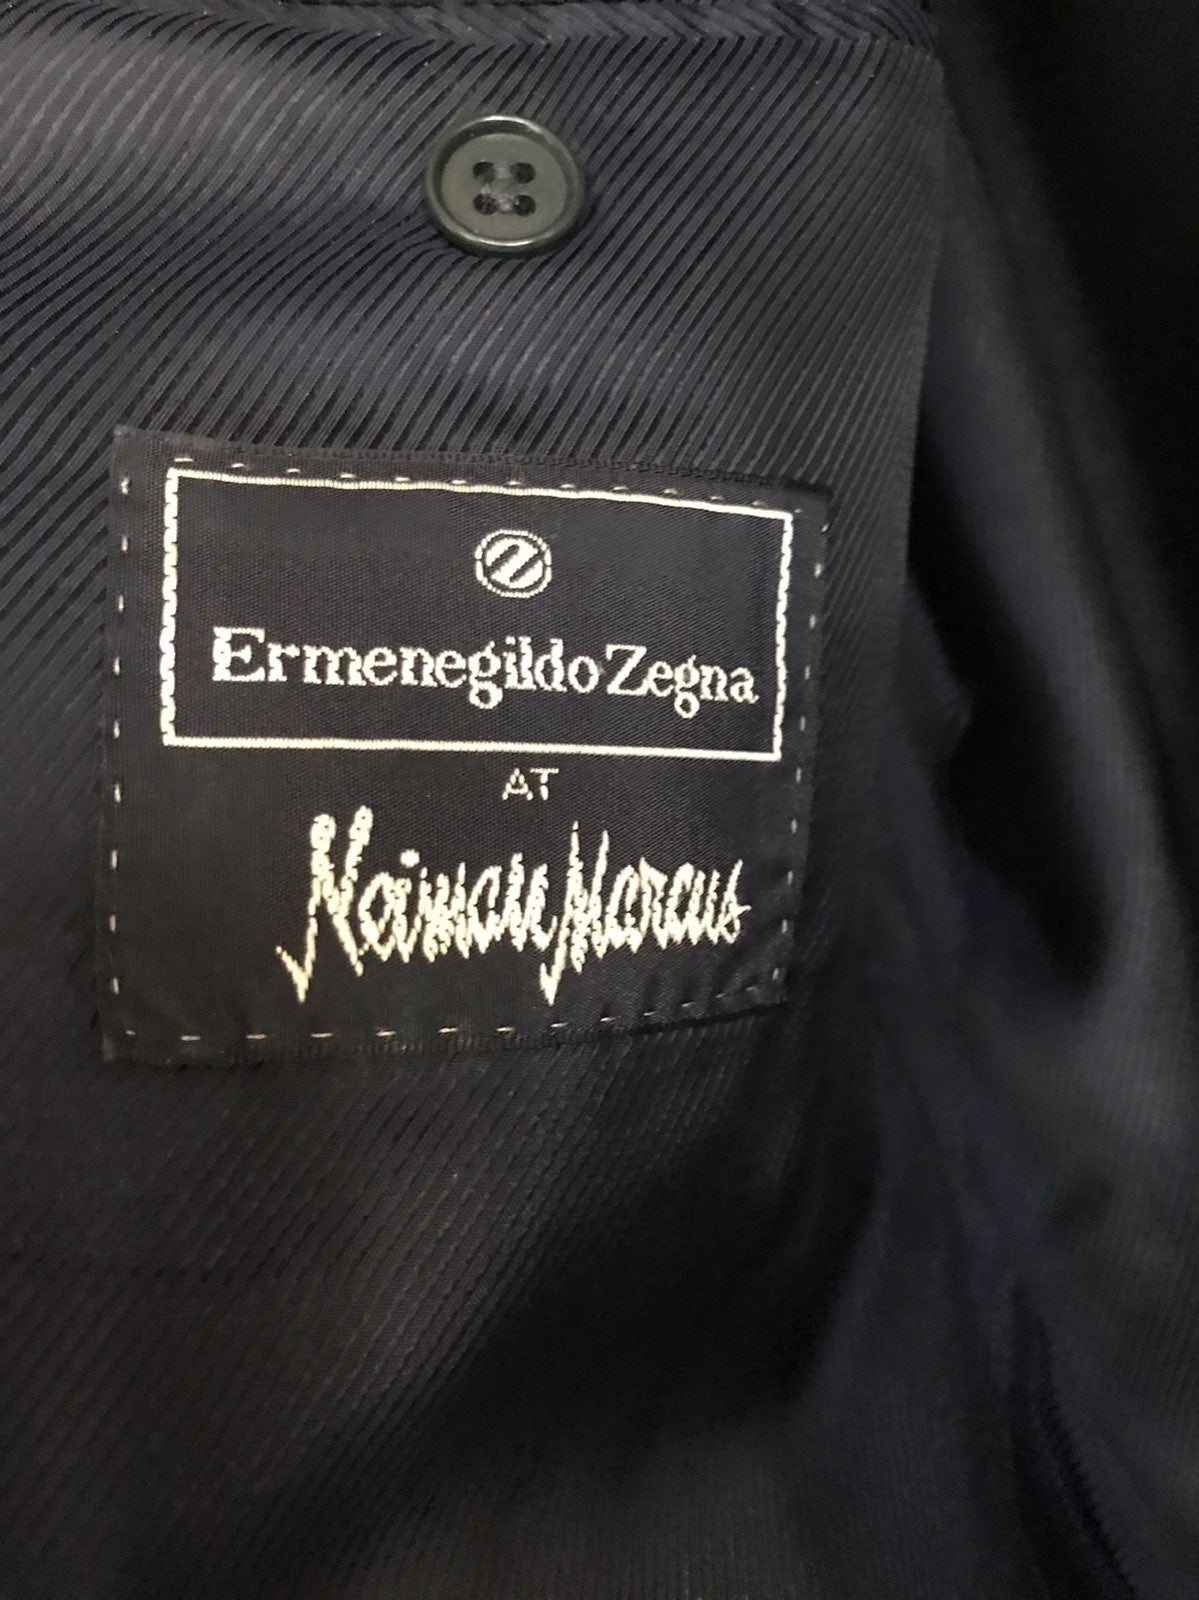 Z
Ermenegildo Zegna
AT
Neiman Marcus